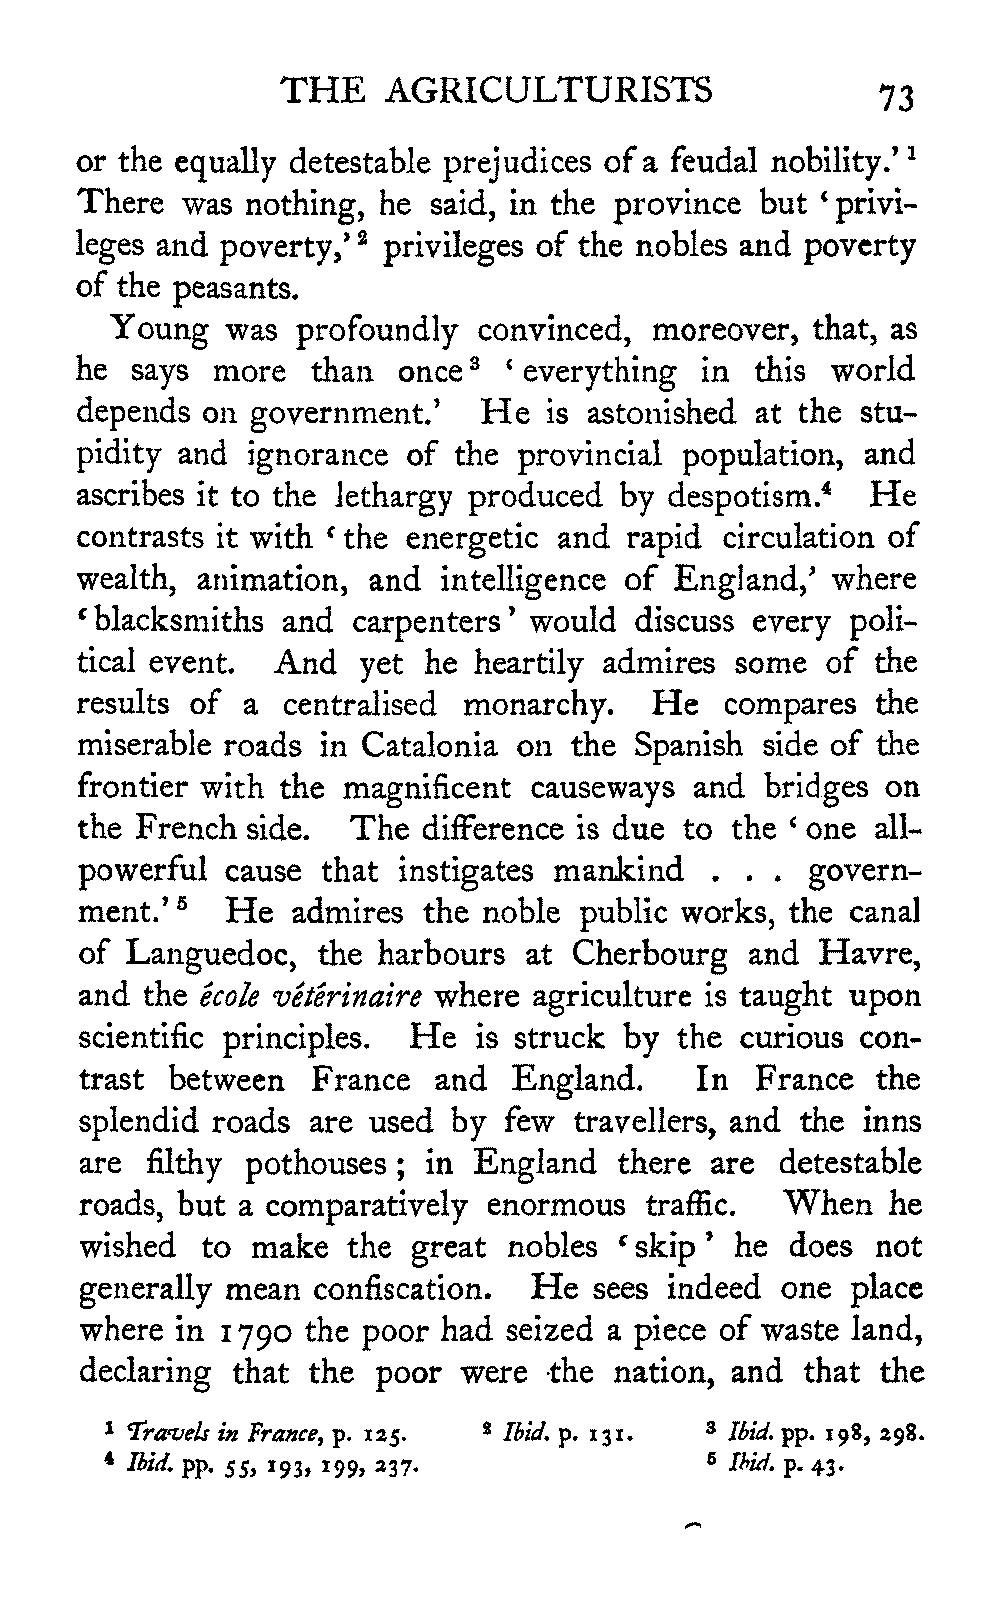 THE AGRICULTURISTS 73
or the equally detestable prejudices of a feudal nobility.’ ¹
There was nothing, he said, in the province but ‘ privi-
leges and poverty,’ ² privileges of the nobles and poverty
of the peasants.
Young was profoundly convinced, moreover, that, as
he says more than once ³ ‘ everything in this world
depends on government.’ He is astonished at the stu-
pidity and ignorance of the provincial population, and
ascribes it to the lethargy produced by despotism.⁴ He
contrasts it with ‘ the energetic and rapid circulation of
wealth, animation, and intelligence of England,’ where
‘ blacksmiths and carpenters ’ would discuss every poli-
tical event. And yet he heartily admires some of the
results of a centralised monarchy. He compares the
miserable roads in Catalonia on the Spanish side of the
frontier with the magnificent causeways and bridges on
the French side. The difference is due to the ‘ one all-
powerful cause that instigates mankind . . . govern-
ment.’ ⁵ He admires the noble public works, the canal
of Languedoc, the harbours at Cherbourg and Havre,
and the école vétérinaire where agriculture is taught upon
scientific principles. He is struck by the curious con-
trast between France and England. In France the
splendid roads are used by few travellers, and the inns
are filthy pothouses ; in England there are detestable
roads, but a comparatively enormous traffic. When he
wished to make the great nobles ‘ skip ’ he does not
generally mean confiscation. He sees indeed one place
where in 1790 the poor had seized a piece of waste land,
declaring that the poor were the nation, and that the
¹ Travels in France, p. 125. ² Ibid. p. 131. ³ Ibid. pp. 198, 298.
⁴ Ibid. pp. 55, 193, 199, 237. ⁵ Ibid. p. 43.